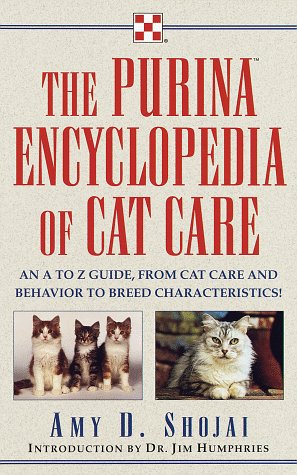 THE PURINA™
ENCYCLOPEDIA
OF CAT CARE
AN A TO Z GUIDE, FROM CAT CARE AND
BEHAVIOR TO BREED CHARACTERISTICS!
AMY D. SHOJAI
INTRODUCTION BY DR. JIM HUMPHRIES